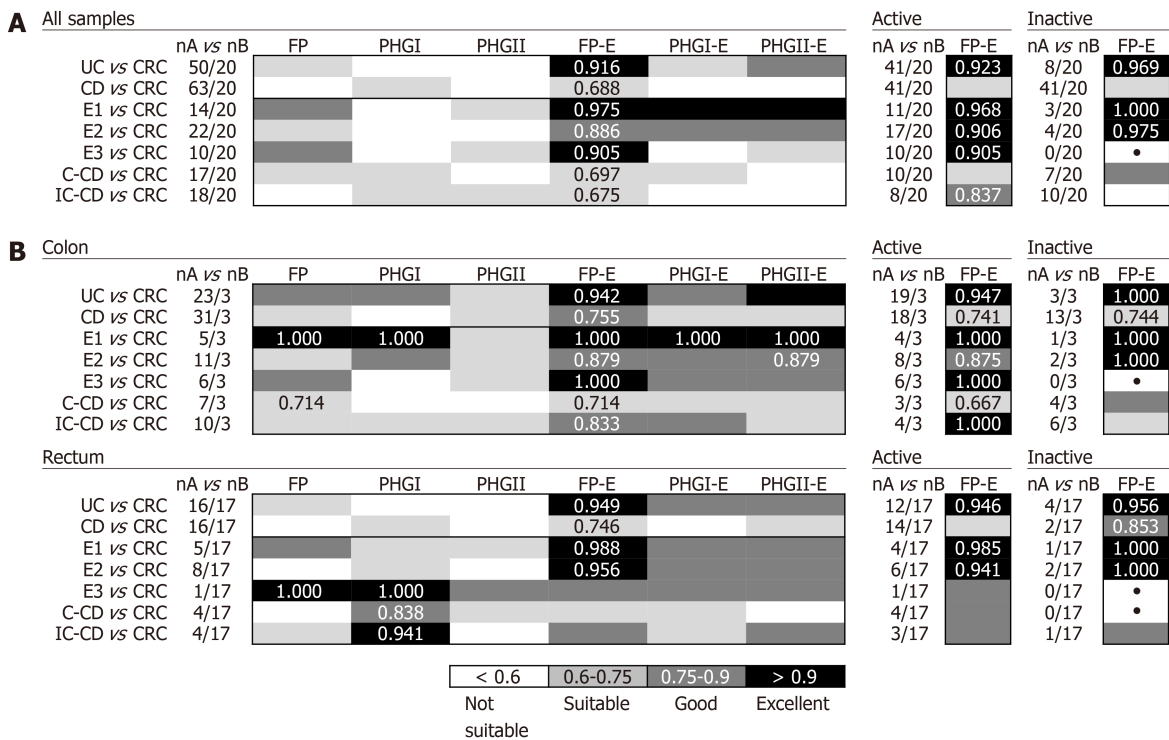 A All samples Active Inactive
nA vs nB FP PHGI PHGII FP-E PHGI-E PHGII-E nA vs nB FP-E nA vs nB FP-E
UC vs CRC 50/20 0.916 41/20 0.923 8/20 0.969
CD vs CRC 63/20 0.688 41/20 41/20
E1 vs CRC 14/20 0.975 11/20 0.968 3/20 1.000
E2 vs CRC 22/20 0.886 17/20 0.906 4/20 0.975
E3 vs CRC 10/20 0.905 10/20 0.905 0/20 •
C-CD vs CRC 17/20 0.697 10/20 7/20
IC-CD vs CRC 18/20 0.675 8/20 0.837 10/20
B Colon Active Inactive
nA vs nB FP PHGI PHGII FP-E PHGI-E PHGII-E nA vs nB FP-E nA vs nB FP-E
UC vs CRC 23/3 0.942 19/3 0.947 3/3 1.000
CD vs CRC 31/3 0.755 18/3 0.741 13/3 0.744
E1 vs CRC 5/3 1.000 1.000 1.000 1.000 1.000 4/3 1.000 1/3 1.000
E2 vs CRC 11/3 0.879 0.879 8/3 0.875 2/3 1.000
E3 vs CRC 6/3 1.000 6/3 1.000 0/3 •
C-CD vs CRC 7/3 0.714 0.714 3/3 0.667 4/3
IC-CD vs CRC 10/3 0.833 4/3 1.000 6/3
Rectum Active Inactive
nA vs nB FP PHGI PHGII FP-E PHGI-E PHGII-E nA vs nB FP-E nA vs nB FP-E
UC vs CRC 16/17 0.949 12/17 0.946 4/17 0.956
CD vs CRC 16/17 0.746 14/17 2/17 0.853
E1 vs CRC 5/17 0.988 4/17 0.985 1/17 1.000
E2 vs CRC 8/17 0.956 6/17 0.941 2/17 1.000
E3 vs CRC 1/17 1.000 1.000 1/17 0/17 •
C-CD vs CRC 4/17 0.838 4/17 0/17 •
IC-CD vs CRC 4/17 0.941 3/17 1/17
< 0.6 0.6-0.75 0.75-0.9 > 0.9
Not Suitable Good Excellent
suitable